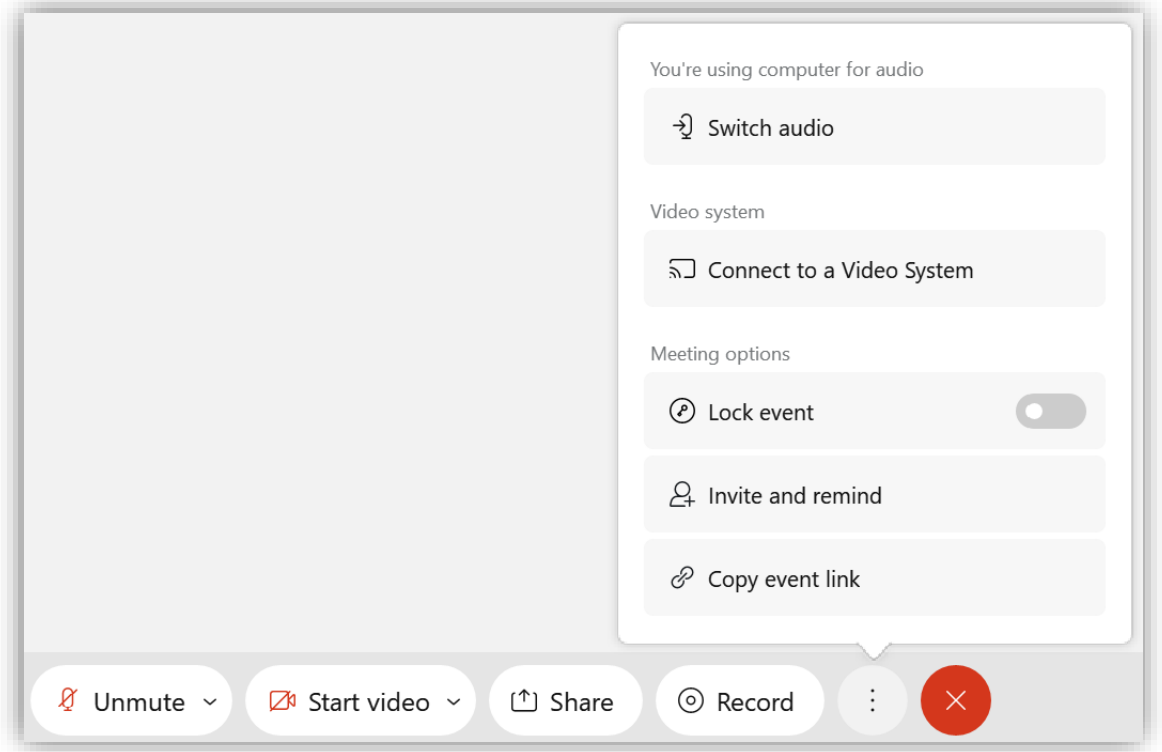 You're using computer for audio
Switch audio
Video system
Connect to a Video System
Meeting options
Lock event
Invite and remind
Copy event link
Unmute Start video Share Record